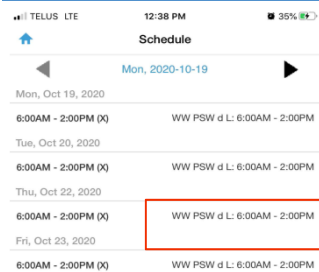 TELUS LTE 12:38 PM 35%
Schedule
Mon, 2020-10-19
Mon, Oct 19, 2020
6:00AM - 2:00PM (X) WW PSW d L: 6:00AM - 2:00PM
Tue, Oct 20, 2020
6:00AM - 2:00PM (X) WW PSW d L: 6:00AM - 2:00PM
Thu, Oct 22, 2020
6:00AM - 2:00PM (X) WW PSW d L: 6:00AM - 2:00PM
Fri, Oct 23, 2020
6:00AM - 2:00PM (X) WW PSW d L: 6:00AM - 2:00PM